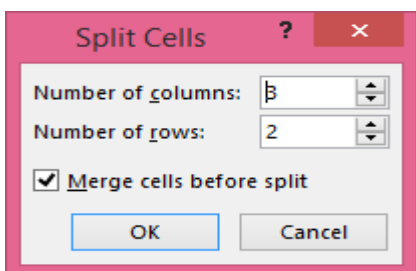 Split Cells ? ×
Number of columns: 3
Number of rows: 2
Merge cells before split
OK Cancel